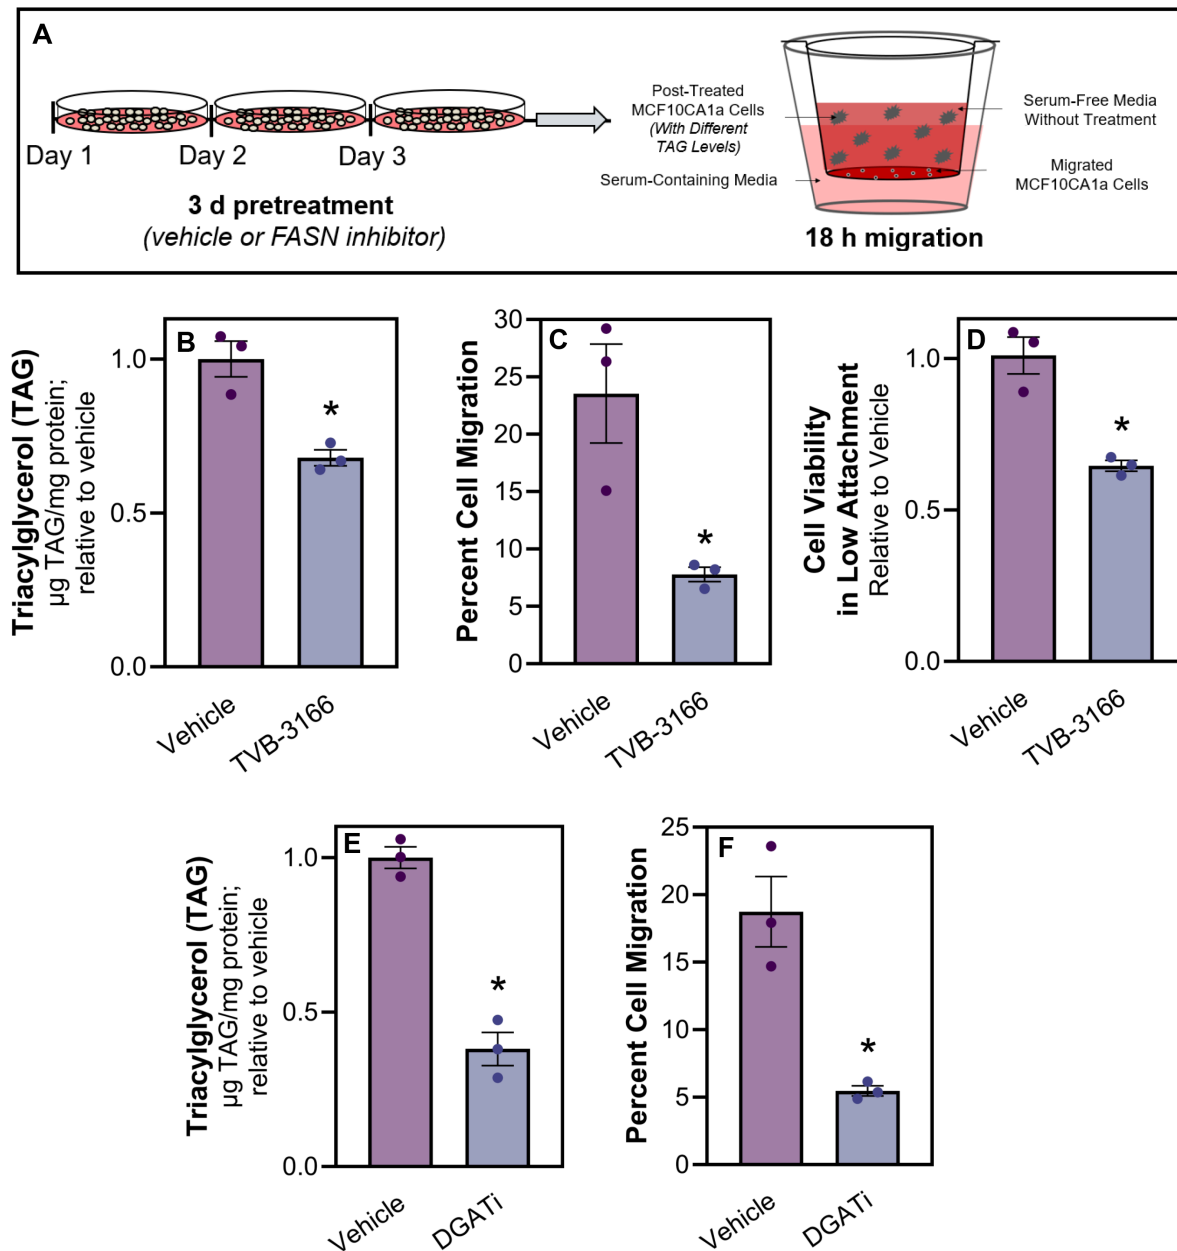 A
Day 1
Day 2
Day 3
3 d pretreatment
(vehicle or FASN inhibitor)
Post-Treated
MCF10CA1a Cells
(With Different
TAG Levels)
Serum-Containing Media
Serum-Free Media
Without Treatment
Migrated
MCF10CA1a Cells
18 h migration
B
Triacylglycerol (TAG)
µg TAG/mg protein;
relative to vehicle
1.0
0.5
0.0
*
Vehicle
TVB-3166
C
Percent Cell Migration
30
25
20
15
10
5
0
*
Vehicle
TVB-3166
D
Cell Viability
in Low Attachment
Relative to Vehicle
1.0
0.5
0.0
*
Vehicle
TVB-3166
E
Triacylglycerol (TAG)
µg TAG/mg protein;
relative to vehicle
1.0
0.5
0.0
*
Vehicle
DGATi
F
Percent Cell Migration
25
20
15
10
5
0
*
Vehicle
DGATi